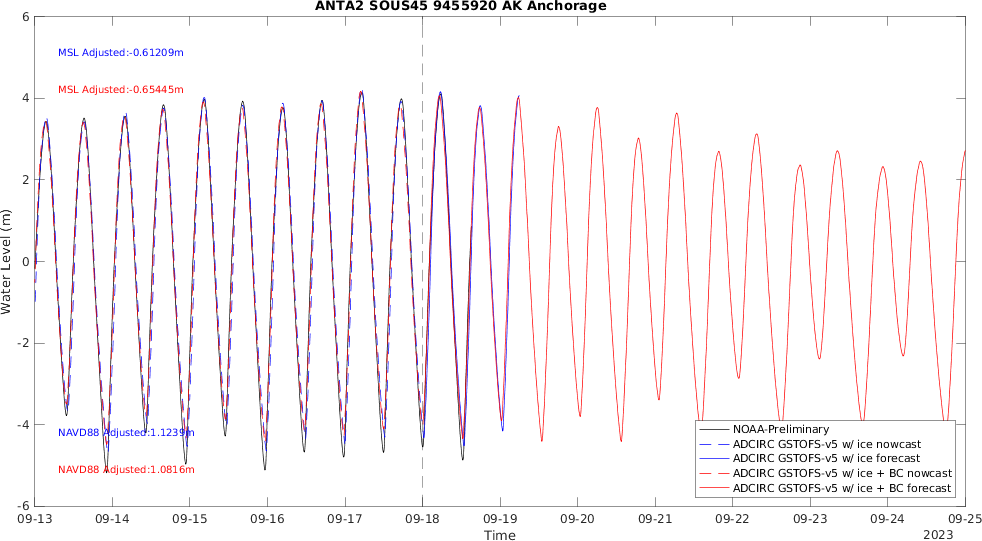 ANTA2 SOUS45 9455920 AK Anchorage
6
MSL Adjusted:-0.61209m
MSL Adjusted:-0.65445m
4
2
Water Level (m)
0
-2
-4
NAVD88 Adjusted:1.1239m
NAVD88 Adjusted:1.0816m
NOAA-Preliminary
ADCIRC GSTOFS-v5 w/ ice nowcast
ADCIRC GSTOFS-v5 w/ ice forecast
ADCIRC GSTOFS-v5 w/ ice + BC nowcast
ADCIRC GSTOFS-v5 w/ ice + BC forecast
-6
09-13 09-14 09-15 09-16 09-17 09-18 09-19 09-20 09-21 09-22 09-23 09-24 09-25
Time
2023